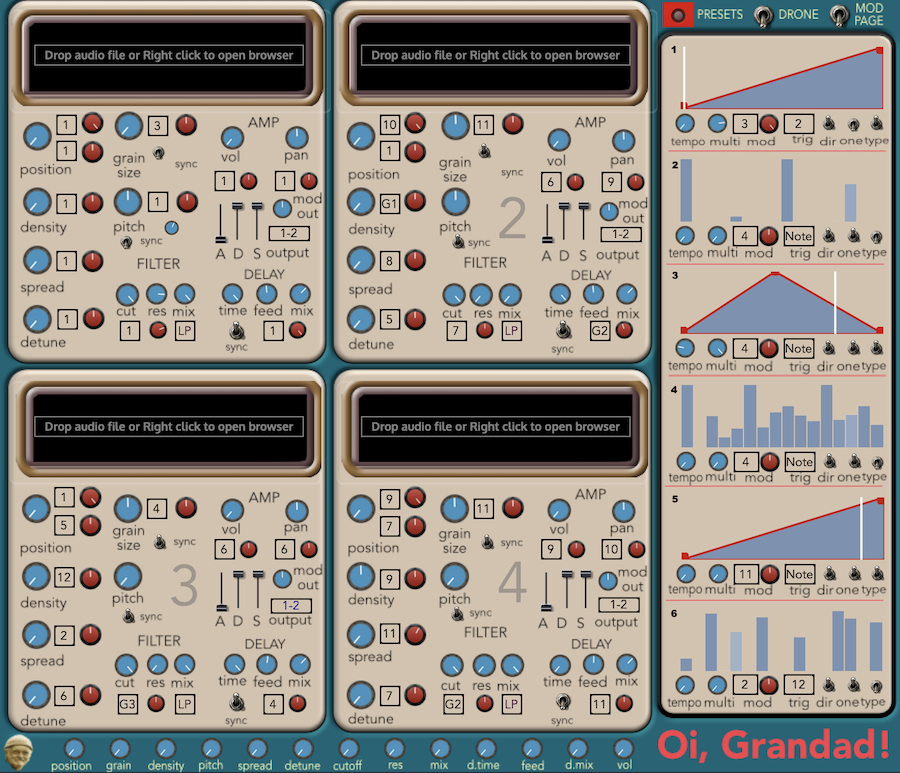 PRESETS DRONE MOD PAGE
Drop audio file or Right click to open browser
1 3 AMP
1 grain size sync vol pan
position 1 1
1 1 mod out
density pitch sync 1-2
A D S output
1 FILTER DELAY
spread
cut res mix time feed mix
1 1 LP sync 1
detune
Drop audio file or Right click to open browser
10 11 AMP
1 grain size sync vol pan
position 6 9
G1 2 mod out
density pitch sync 1-2
A D S output
8 FILTER DELAY
spread
cut res mix time feed mix
5 7 LP sync G2
detune
Drop audio file or Right click to open browser
1 4 AMP
5 grain size sync vol pan
position 6 6
12 3 mod out
density pitch sync 1-2
A D S output
2 FILTER DELAY
spread
cut res mix time feed mix
6 G3 LP sync 4
detune
Drop audio file or Right click to open browser
9 11 AMP
7 grain size sync vol pan
position 9 10
9 4 mod out
density pitch sync 1-2
A D S output
11 FILTER DELAY
spread
cut res mix time feed mix
7 G2 LP sync 11
detune
1
3 2
tempo multi mod trig dir one type
2
4 Note
tempo multi mod trig dir one type
3
4 Note
tempo multi mod trig dir one type
4
4 Note
tempo multi mod trig dir one type
5
11 Note
tempo multi mod trig dir one type
6
2 12
tempo multi mod trig dir one type
Oi, Grandad!
position grain density pitch spread detune cutoff res mix d.time feed d.mix vol